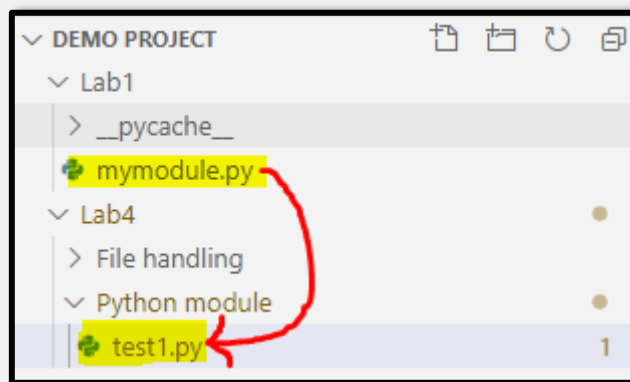 DEMO PROJECT
Lab1
__pycache__
mymodule.py
Lab4
File handling
Python module
test1.py 1